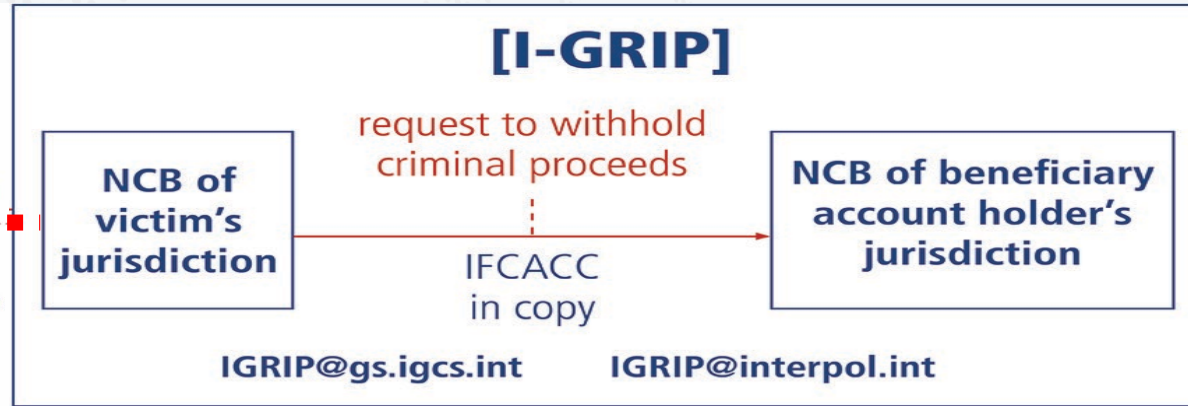 [I-GRIP]
request to withhold
criminal proceeds
NCB of
victim's
jurisdiction
NCB of beneficiary
account holder's
jurisdiction
IFCACC
in copy
IGRIP@gs.igcs.int IGRIP@interpol.int